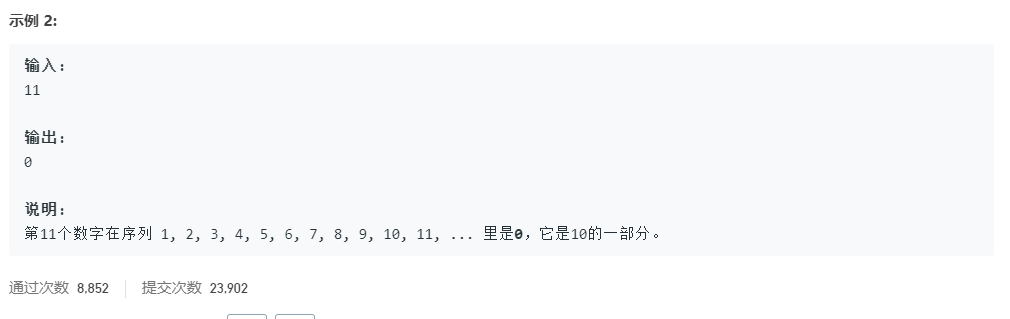 示例 2:
输入:
11
输出:
0
说明:
第11个数字在序列 1, 2, 3, 4, 5, 6, 7, 8, 9, 10, 11, ... 里是0，它是10的一部分。
通过次数 8,852 提交次数 23,902